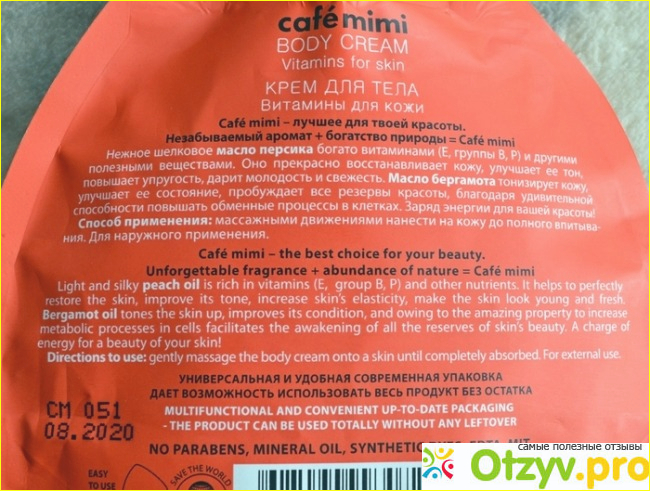 café mimi
BODY CREAM
Vitamins for skin
КРЕМ ДЛЯ ТЕЛА
Витамины для кожи
Café mimi – лучшее для твоей красоты.
Незабываемый аромат + богатство природы = Café mimi
Нежное шелковое масло персика богато витаминами (Е, группы В, Р) и другими
полезными веществами. Оно прекрасно восстанавливает кожу, улучшает ее тон,
повышает упругость, дарит молодость и свежесть. Масло бергамота тонизирует кожу,
улучшает ее состояние, пробуждает все резервы красоты, благодаря удивительной
способности повышать обменные процессы в клетках. Заряд энергии для вашей красоты!
Способ применения: массажными движениями нанести на кожу до полного впитыва-
ния. Для наружного применения.
Café mimi – the best choice for your beauty.
Unforgettable fragrance + abundance of nature = Café mimi
Light and silky peach oil is rich in vitamins (E, group B, P) and other nutrients. It helps to perfectly
restore the skin, improve its tone, increase skin's elasticity, make the skin look young and fresh.
Bergamot oil tones the skin up, improves its condition, and owing to the amazing property to increase
metabolic processes in cells facilitates the awakening of all the reserves of skin's beauty. A charge of
energy for a beauty of your skin!
Directions to use: gently massage the body cream onto a skin until completely absorbed. For external use.
УНИВЕРСАЛЬНАЯ И УДОБНАЯ СОВРЕМЕННАЯ УПАКОВКА
ДАЕТ ВОЗМОЖНОСТЬ ИСПОЛЬЗОВАТЬ ВЕСЬ ПРОДУКТ БЕЗ ОСТАТКА
СМ 051
08.2020
MULTIFUNCTIONAL AND CONVENIENT UP-TO-DATE PACKAGING
- THE PRODUCT CAN BE USED TOTALLY WITHOUT ANY LEFTOVER
NO PARABENS, MINERAL OIL, SYNTHETIC
EASY
TO USE
SAVE THE WORLD
самые полезные отзывы
Otzyv.pro